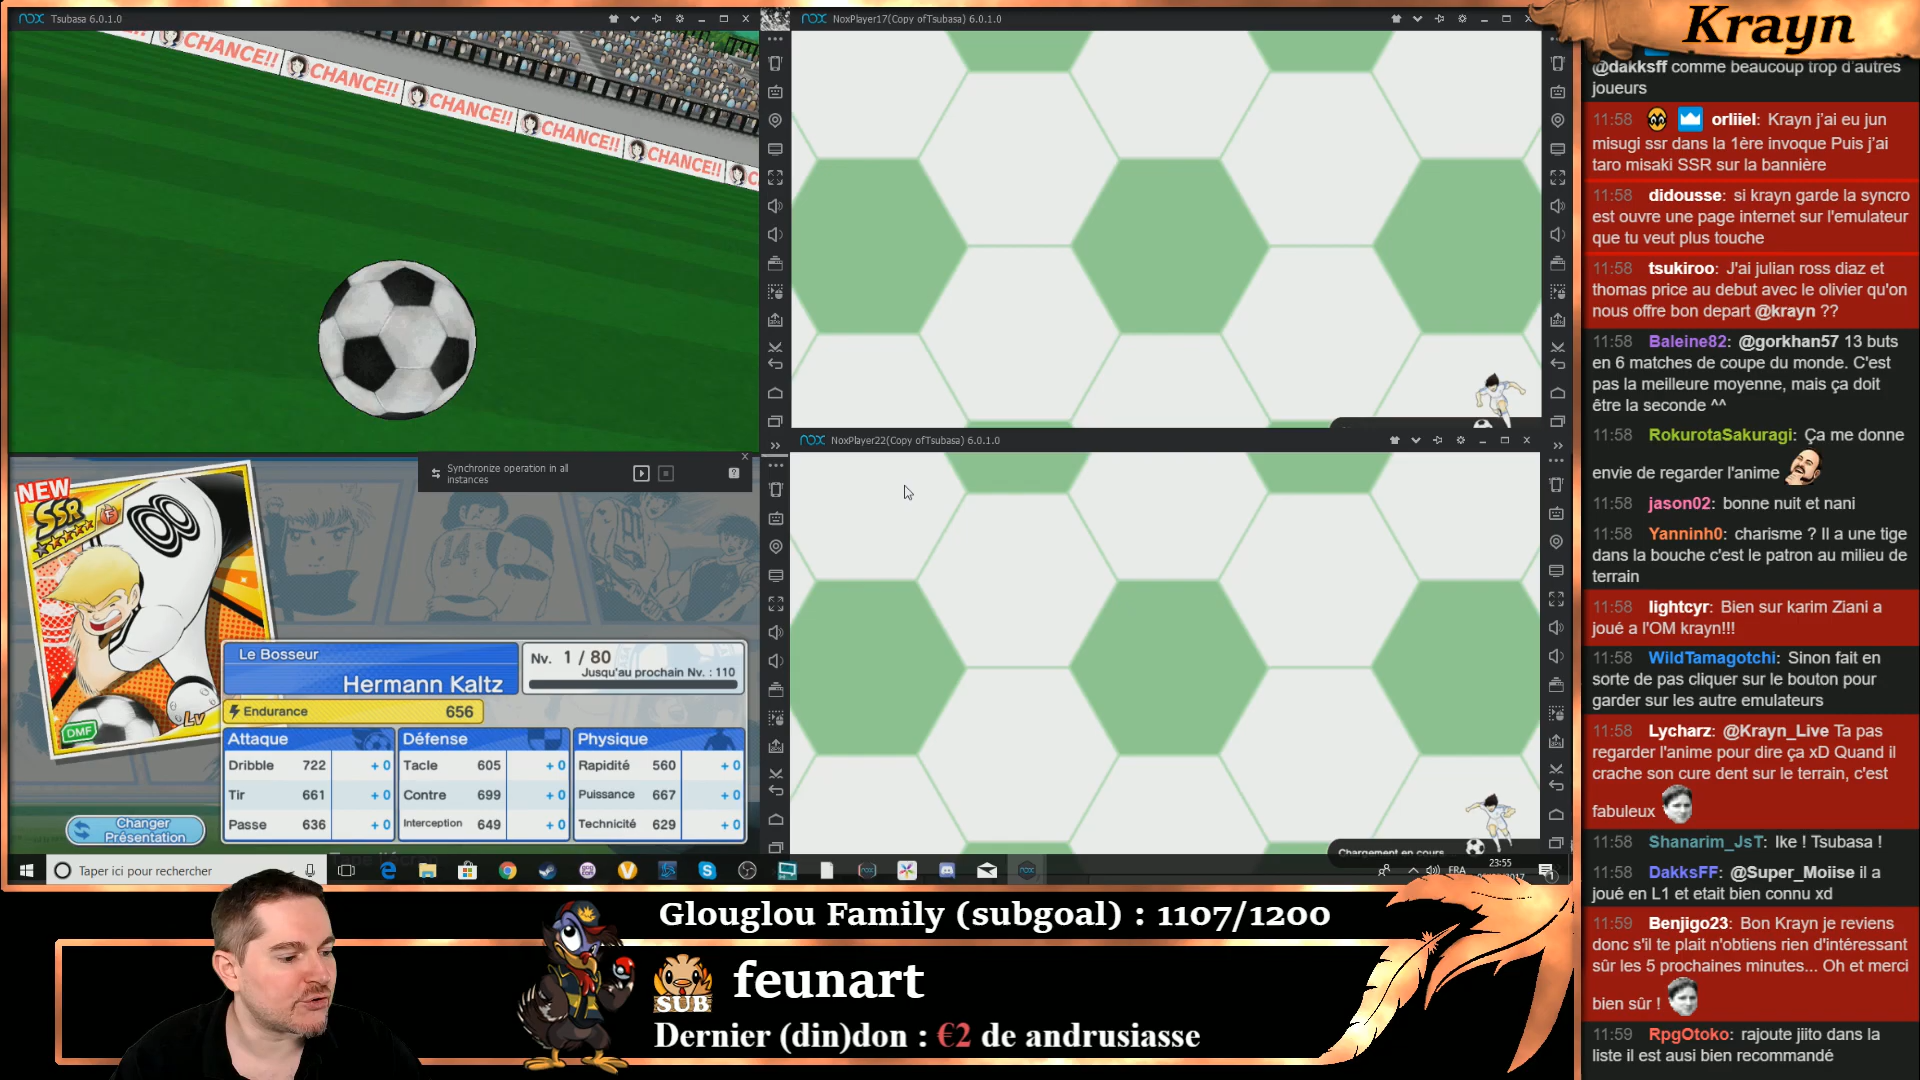 nox Tsubasa 6.0.1.0
CHANCE!! CHANCE!! CHANCE!! CHANCE!! CHANCE!!
nox NoxPlayer17(Copy ofTsubasa) 6.0.1.0
nox NoxPlayer22(Copy ofTsubasa) 6.0.1.0
Chargement en cours
Synchronize operation in all
instances
NEW
SSR
DMF
Lv
Le Bosseur
Hermann Kaltz
Nv. 1 / 80
Jusqu'au prochain Nv. : 110
Endurance 656
Attaque Défense Physique
Dribble 722 + 0 Tacle 605 + 0 Rapidité 560 + 0
Tir 661 + 0 Contre 699 + 0 Puissance 667 + 0
Passe 636 + 0 Interception 649 + 0 Technicité 629 + 0
Changer
Présentation
Taper ici pour rechercher
FRA
23:55
Glouglou Family (subgoal) : 1107/1200
SUB
feunart
Dernier (din)don : €2 de andrusiasse
Krayn
@dakksff comme beaucoup trop d'autres
joueurs
11:58 orliiel: Krayn j'ai eu jun
misugi ssr dans la 1ère invoque Puis j'ai
taro misaki SSR sur la bannière
11:58 didousse: si krayn garde la syncro
est ouvre une page internet sur l'emulateur
que tu veut plus touche
11:58 tsukiroo: J'ai julian ross diaz et
thomas price au debut avec le olivier qu'on
nous offre bon depart @krayn ??
11:58 Baleine82: @gorkhan57 13 buts
en 6 matches de coupe du monde. C'est
pas la meilleure moyenne, mais ça doit
être la seconde ^^
11:58 RokurotaSakuragi: Ça me donne
envie de regarder l'anime
11:58 jason02: bonne nuit et nani
11:58 Yanninh0: charisme ? Il a une tige
dans la bouche c'est le patron au milieu de
terrain
11:58 lightcyr: Bien sur karim Ziani a
joué a l'OM krayn!!!
11:58 WildTamagotchi: Sinon fait en
sorte de pas cliquer sur le bouton pour
garder sur les autre emulateurs
11:58 Lycharz: @Krayn_Live Ta pas
regarder l'anime pour dire ça xD Quand il
crache son cure dent sur le terrain, c'est
fabuleux
11:58 Shanarim_JsT: Ike ! Tsubasa !
11:58 DakksFF: @Super_Moiise il a
joué en L1 et etait bien connu xd
11:59 Benjigo23: Bon Krayn je reviens
donc s'il te plait n'obtiens rien d'intéressant
sûr les 5 prochaines minutes... Oh et merci
bien sûr !
11:59 RpgOtoko: rajoute jiito dans la
liste il est ausi bien recommandé